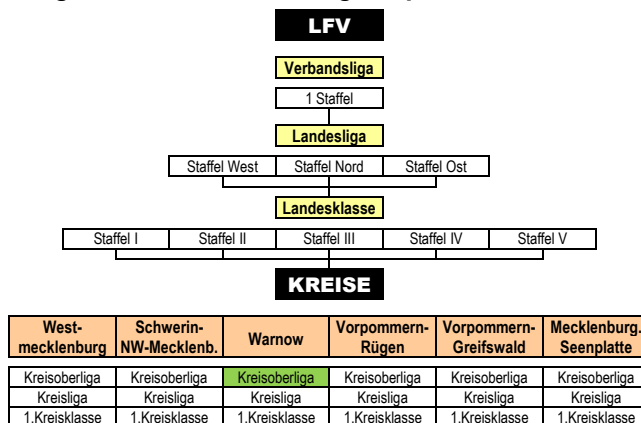 LFV
Verbandsliga
1 Staffel
Landesliga
Staffel West Staffel Nord Staffel Ost
Landesklasse
Staffel I Staffel II Staffel III Staffel IV Staffel V
KREISE
West- Schwerin- Warnow Vorpommern- Vorpommern- Mecklenburg.
mecklenburg NW-Mecklenb. Rügen Greifswald Seenplatte
Kreisoberliga Kreisoberliga Kreisoberliga Kreisoberliga Kreisoberliga Kreisoberliga
Kreisliga Kreisliga Kreisliga Kreisliga Kreisliga Kreisliga
1.Kreisklasse 1.Kreisklasse 1.Kreisklasse 1.Kreisklasse 1.Kreisklasse 1.Kreisklasse